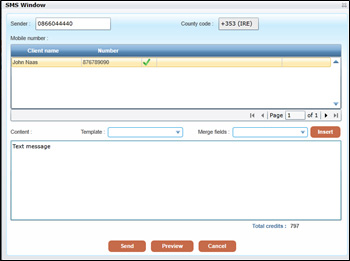 SMS Window
Sender : 0866044440 County code : +353 (IRE)
Mobile number :
Client name Number
John Naas 876789098
Page 1 of 1
Content : Template : Merge fields : Insert
Text message
Total credits : 797
Send Preview Cancel